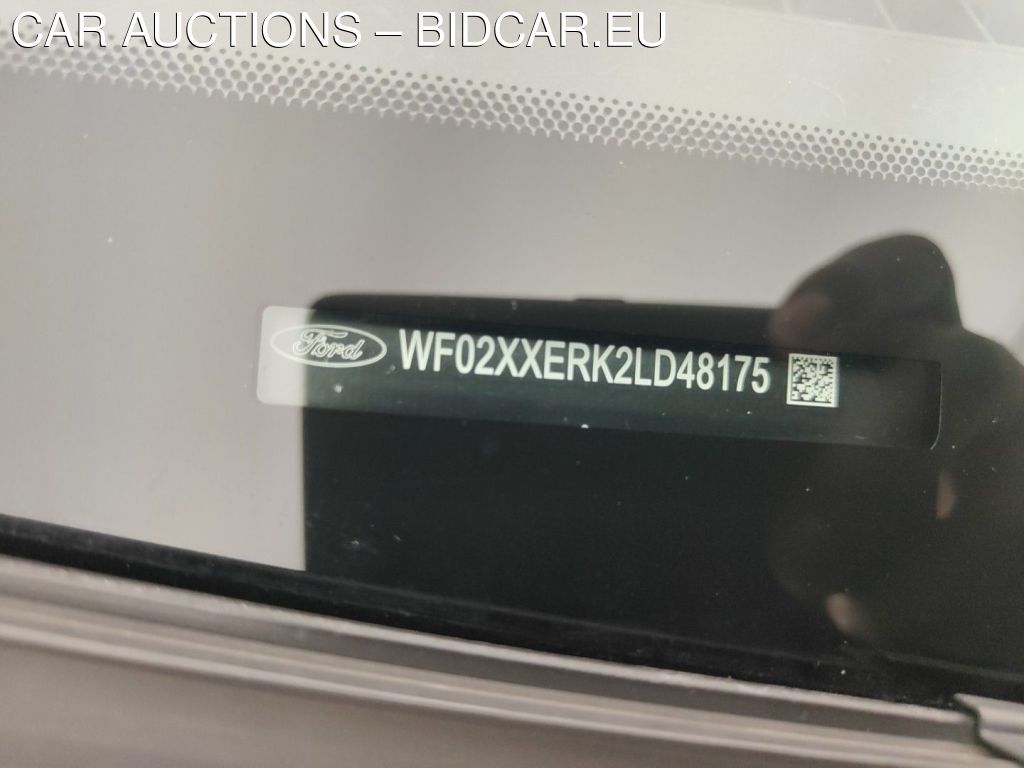 CAR AUCTIONS – BIDCAR.EU
Ford WF02XXERK2LD48175